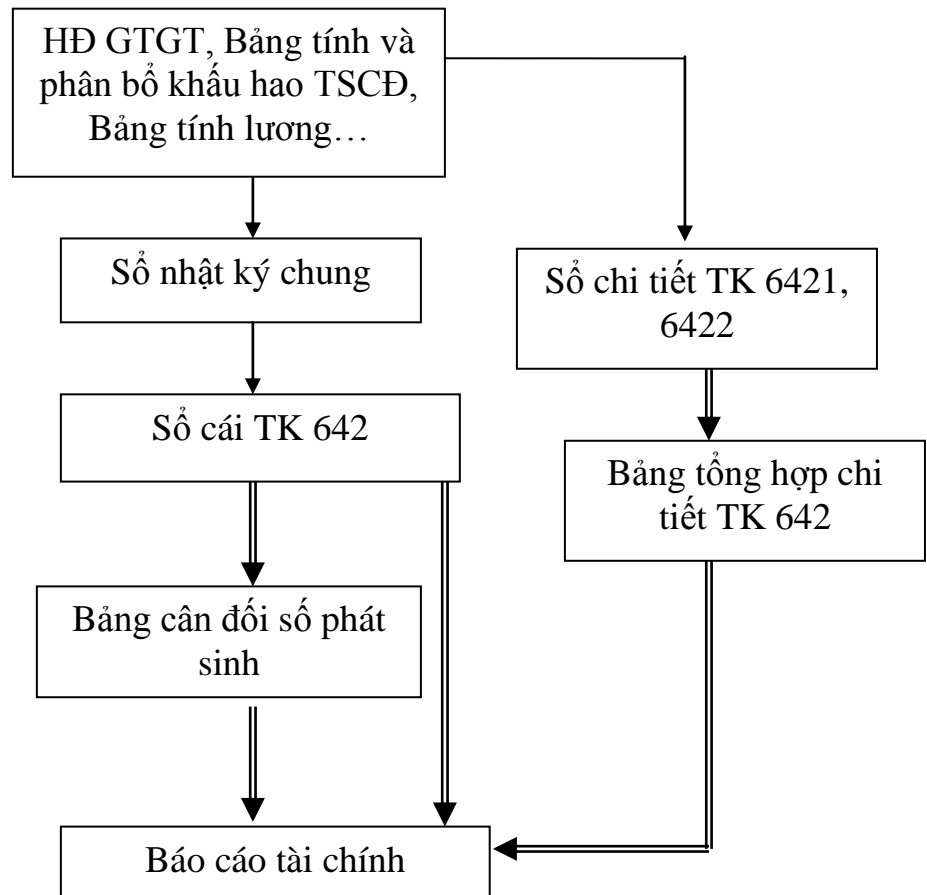 HĐ GTGT, Bảng tính và
phân bổ khấu hao TSCĐ,
Bảng tính lương…
Sổ nhật ký chung
Sổ chi tiết TK 6421,
6422
Sổ cái TK 642
Bảng tổng hợp chi
tiết TK 642
Bảng cân đối số phát
sinh
Báo cáo tài chính